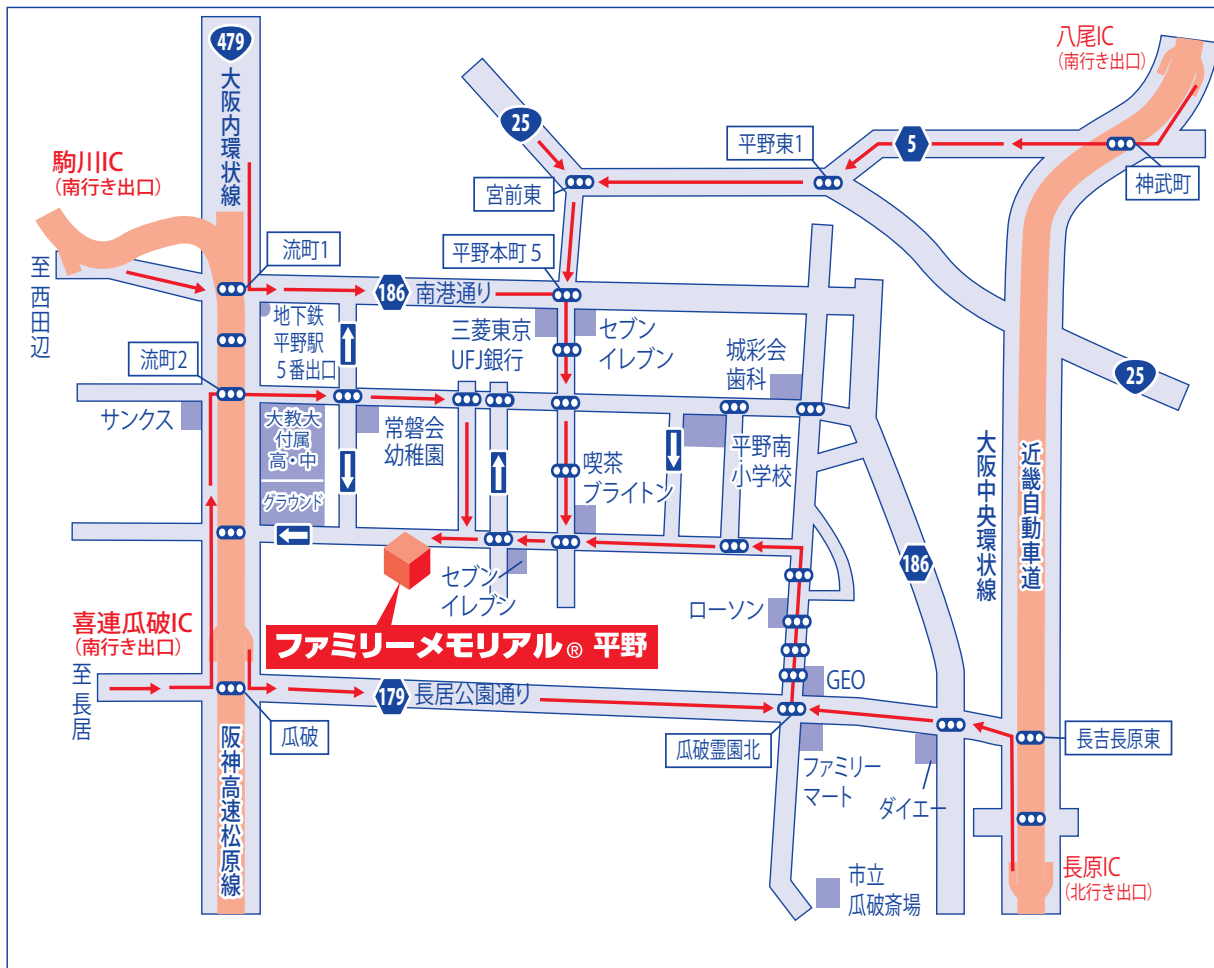 479
大阪内環状線
八尾IC
(南行き出口)
25
平野東1
5
駒川IC
(南行き出口)
宮前東
神武町
流町1
平野本町5
至 西田辺
186
南港通り
地下鉄
平野駅
5番出口
三菱東京
UFJ銀行
セブン
イレブン
城彩会
歯科
流町2
25
サンクス
大教大
付属
高・中
グラウンド
常磐会
幼稚園
喫茶
ブライトン
平野南
小学校
大阪中央環状線
近畿自動車道
186
セブン
イレブン
ローソン
喜連瓜破IC
(南行き出口)
ファミリーメモリアル® 平野
至 長居
179
長居公園通り
GEO
瓜破
阪神高速松原線
瓜破霊園北
ファミリー
マート
ダイエー
長吉長原東
長原IC
(北行き出口)
市立
瓜破斎場